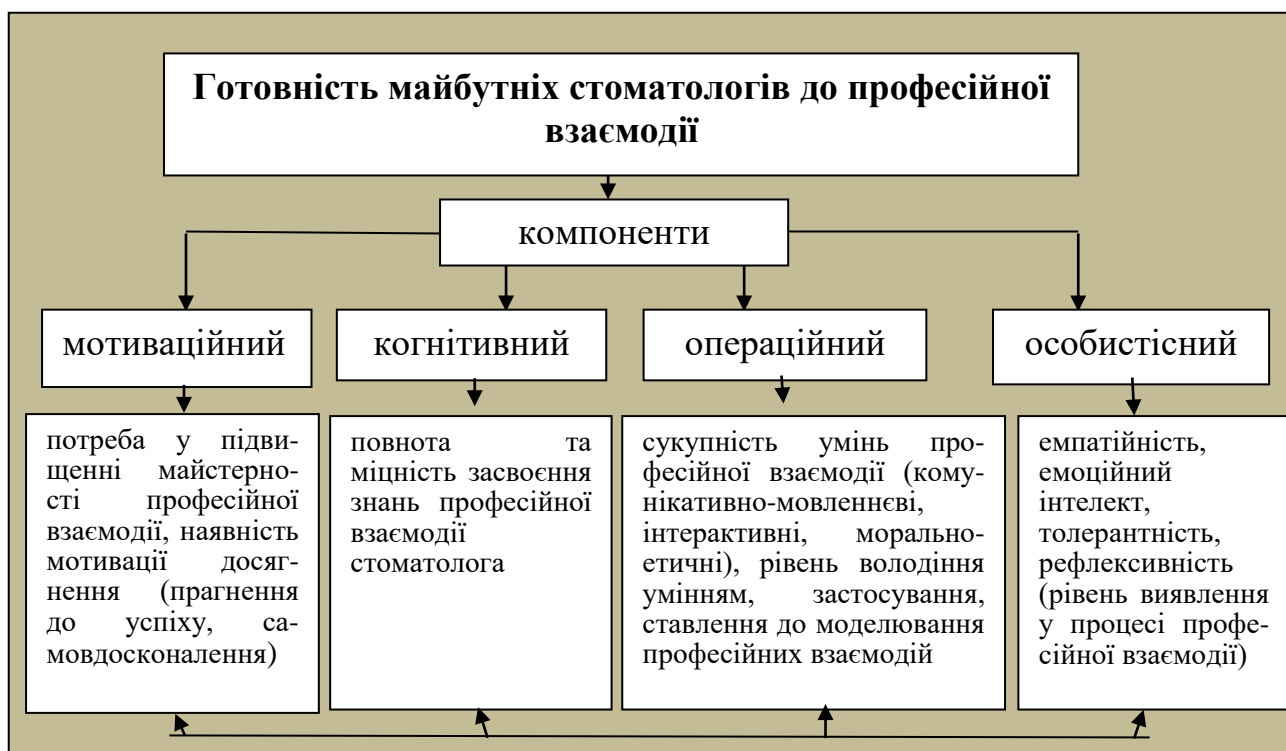 Готовність майбутніх стоматологів до професійної
взаємодії
компоненти
мотиваційний
когнітивний
операційний
особистісний
потреба у підви-
щенні майстерно-
сті професійної
взаємодії, наявність
мотивації досяг-
нення (прагнення
до успіху, са-
мовдосконалення)
повнота та
міцність засвоєння
знань професійної
взаємодії
стоматолога
сукупність умінь про-
фесійної взаємодії (кому-
нікативно-мовленнєві,
інтерактивні, морально-
етичні), рівень володіння
умінням, застосування,
ставлення до моделювання
професійних взаємодій
емпатійність,
емоційний
інтелект,
толерантність,
рефлексивність
(рівень виявлення
у процесі профе-
сійної взаємодії)